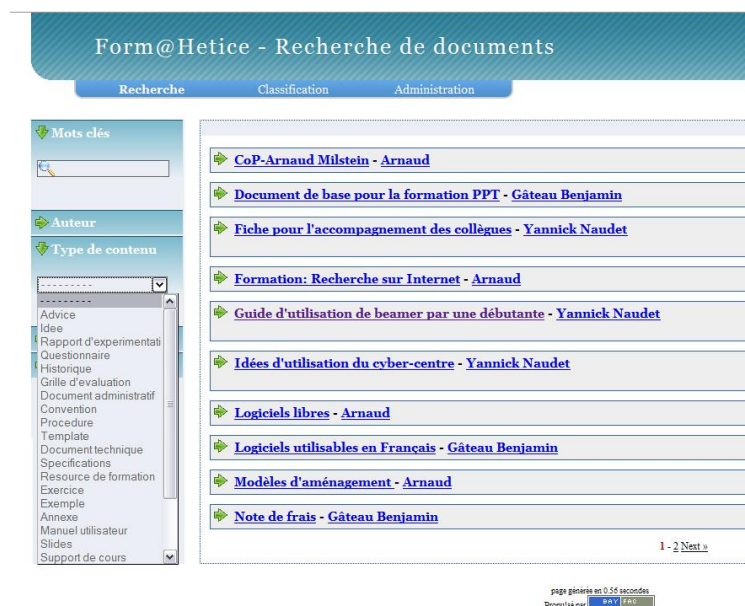 Form@Hetice - Recherche de documents
Recherche Classification Administration
Mots clés
Auteur
Type de contenu
---------
---------
Advice
Idee
Rapport d'experimentati
Questionnaire
Historique
Grille d'evaluation
Document administratif
Convention
Procedure
Template
Document technique
Specifications
Resource de formation
Exercice
Exemple
Annexe
Manuel utilisateur
Slides
Support de cours
CoP-Arnaud Milstein - Arnaud
Document de base pour la formation PPT - Gâteau Benjamin
Fiche pour l'accompagnement des collègues - Yannick Naudet
Formation: Recherche sur Internet - Arnaud
Guide d'utilisation de beamer par une débutante - Yannick Naudet
Idées d'utilisation du cyber-centre - Yannick Naudet
Logiciels libres - Arnaud
Logiciels utilisables en Français - Gâteau Benjamin
Modèles d'aménagement - Arnaud
Note de frais - Gâteau Benjamin
1 - 2 Next »
page générée en 0.56 secondes
Propulsé par